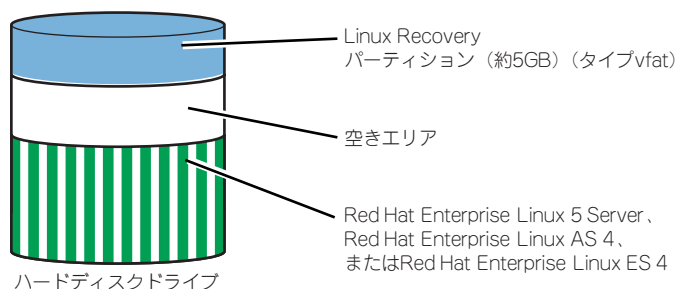 Linux Recovery
パーティション（約5GB）（タイプvfat）
空きエリア
Red Hat Enterprise Linux 5 Server、
Red Hat Enterprise Linux AS 4、
またはRed Hat Enterprise Linux ES 4
ハードディスクドライブ